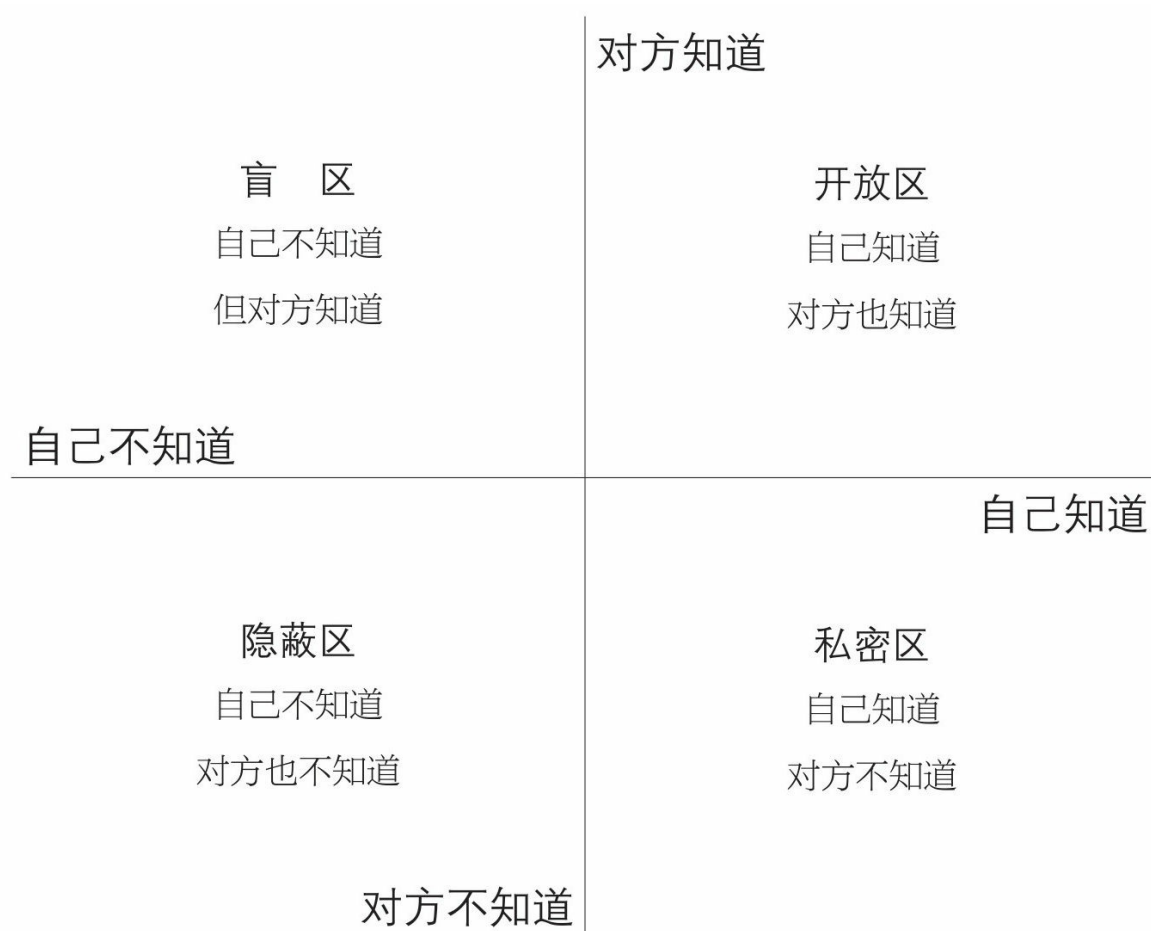 对方知道
盲 区
自己不知道
但对方知道
开放区
自己知道
对方也知道
自己不知道
自己知道
隐蔽区
自己不知道
对方也不知道
私密区
自己知道
对方不知道
对方不知道